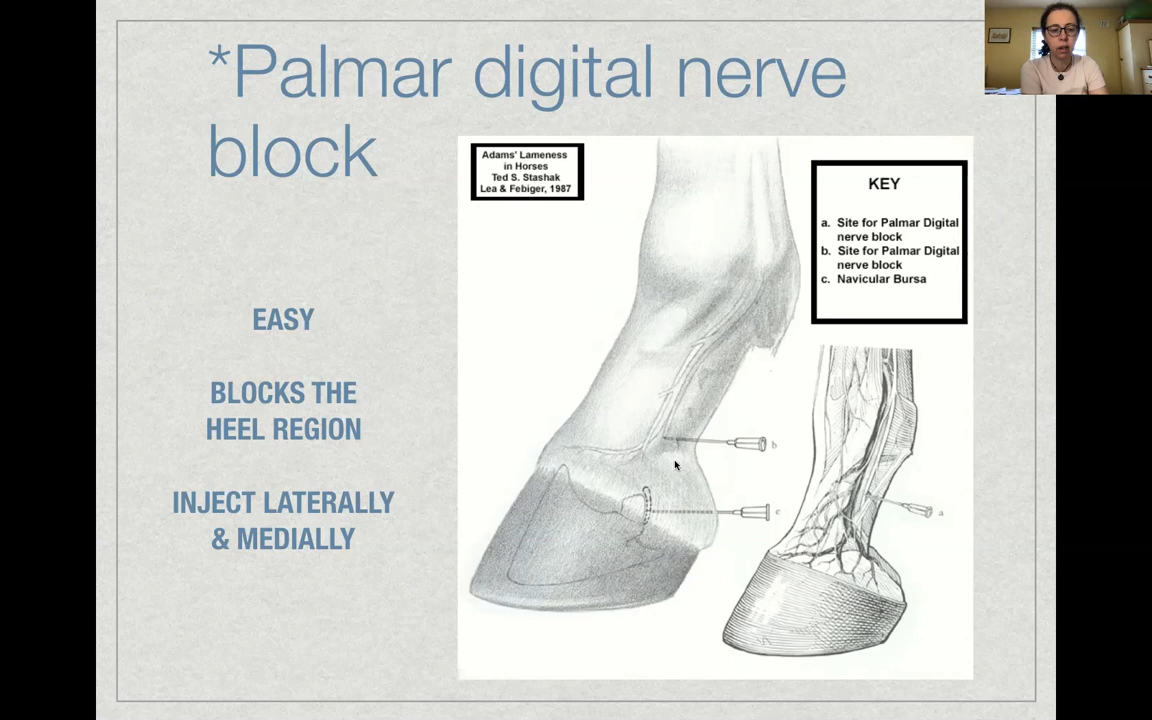 *Palmar digital nerve
block
Adams' Lameness
in Horses
Ted S. Stashak
Lea & Febiger, 1987
KEY
a. Site for Palmar Digital
nerve block
b. Site for Palmar Digital
nerve block
c. Navicular Bursa
EASY
BLOCKS THE
HEEL REGION
INJECT LATERALLY
& MEDIALLY
b
c
a